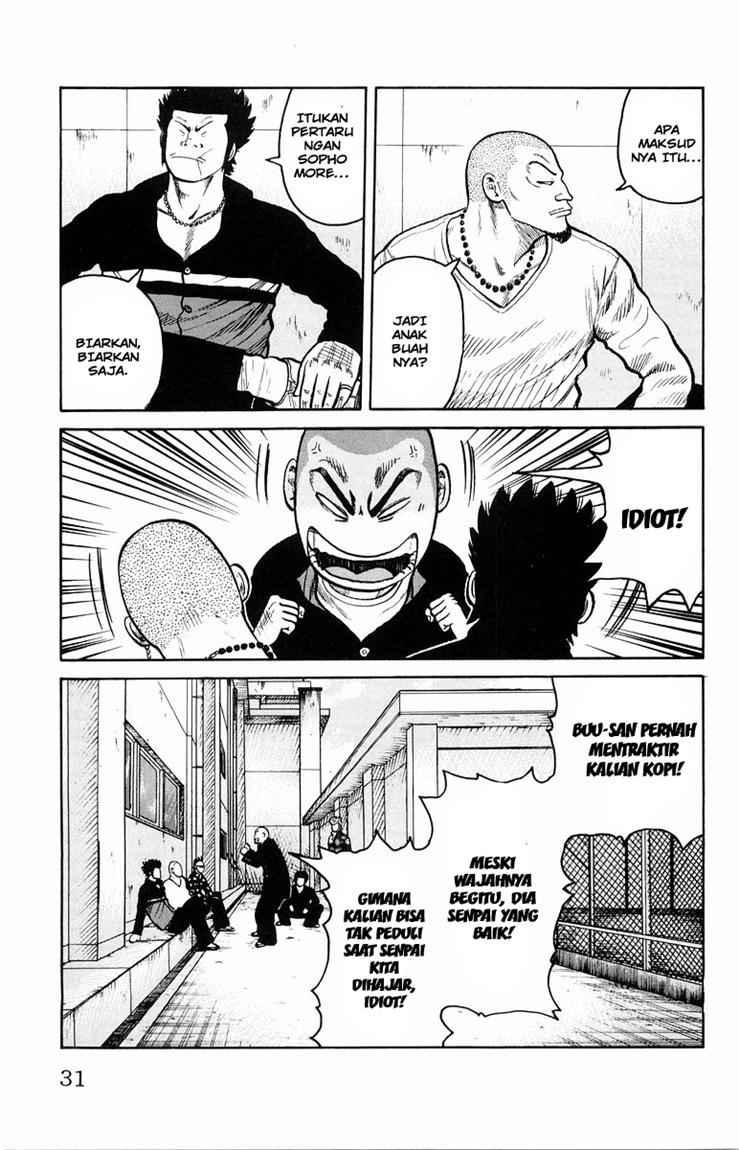 APA
MAKSUD
NYA ITU...
JADI
ANAK
BUAH
NYA?
ITUKAN
PERTARU
NGAN
SOPHO
MORE...
BIARKAN,
BIARKAN
SAJA.
IDIOT!
BUU-SAN PERNAH
MENTRAKTIR
KALIAN KOPI!
MESKI
WAJAHNYA
BEGITU, DIA
SENPAI YANG
BAIK!
GIMANA
KALIAN BISA
TAK PEDULI
SAAT SENPAI
KITA
DIHAJAR,
IDIOT!
31